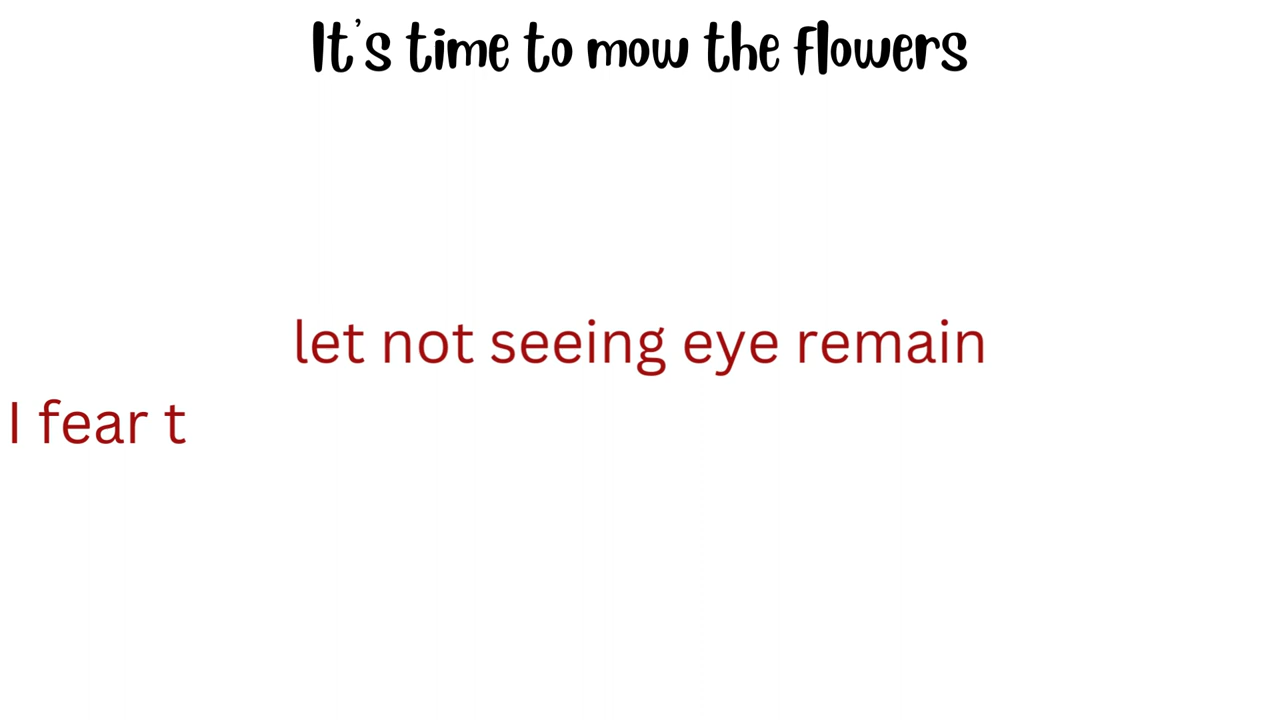 It's time to mow the flowers
let not seeing eye remain
I fear t